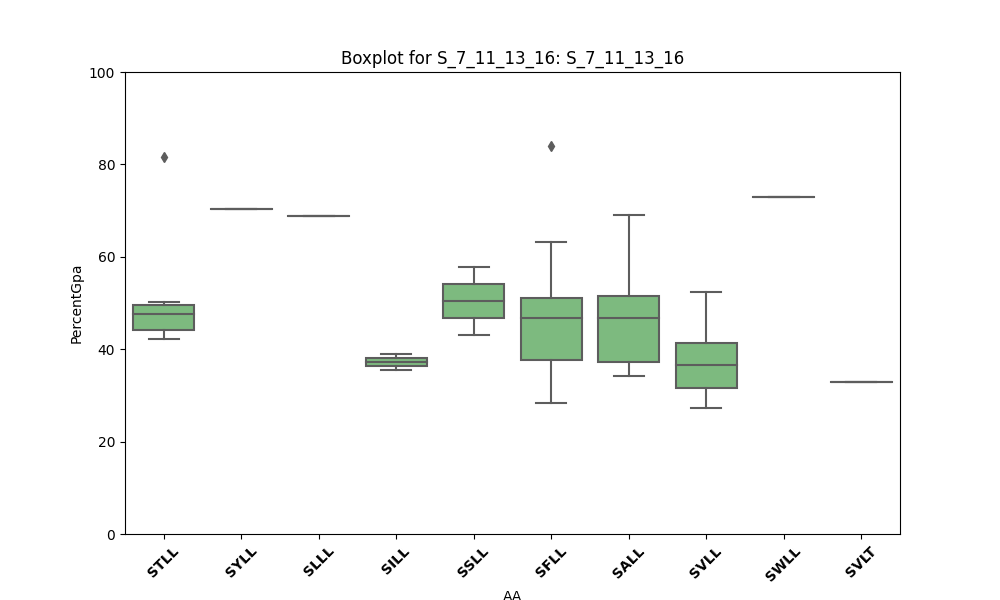 Boxplot for S_7_11_13_16: S_7_11_13_16
100
80
60
40
20
0
PercentGpa
STLL
SYLL
SLLL
SILL
SSLL
SFLL
SALL
SVLL
SWLL
SVLT
AA